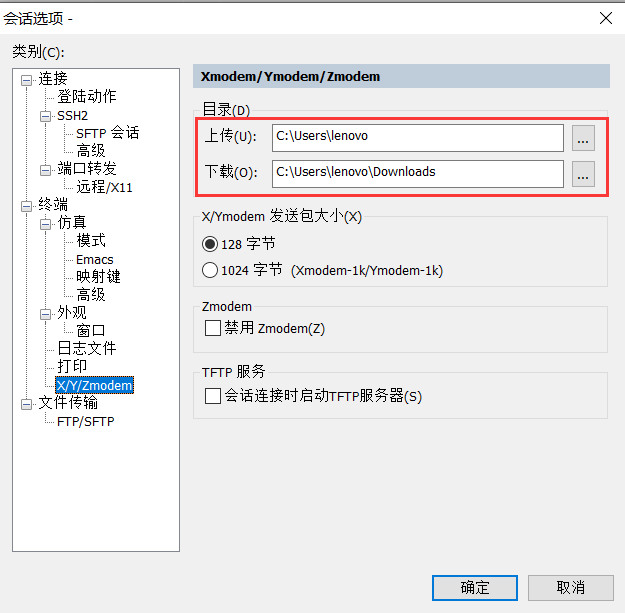 会话选项 -
类别(C):
连接
登陆动作
SSH2
SFTP 会话
高级
端口转发
远程/X11
终端
仿真
模式
Emacs
映射键
高级
外观
窗口
日志文件
打印
X/Y/Zmodem
文件传输
FTP/SFTP
Xmodem/Ymodem/Zmodem
目录(D)
上传(U): C:\Users\lenovo ...
下载(O): C:\Users\lenovo\Downloads ...
X/Ymodem 发送包大小(X)
128 字节
1024 字节 (Xmodem-1k/Ymodem-1k)
Zmodem
禁用 Zmodem(Z)
TFTP 服务
会话连接时启动TFTP服务器(S)
确定 取消